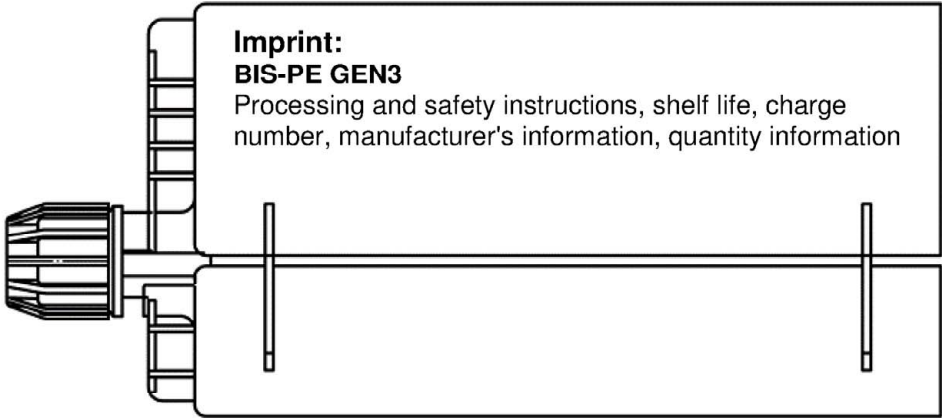 Imprint:
BIS-PE GEN3
Processing and safety instructions, shelf life, charge
number, manufacturer's information, quantity information